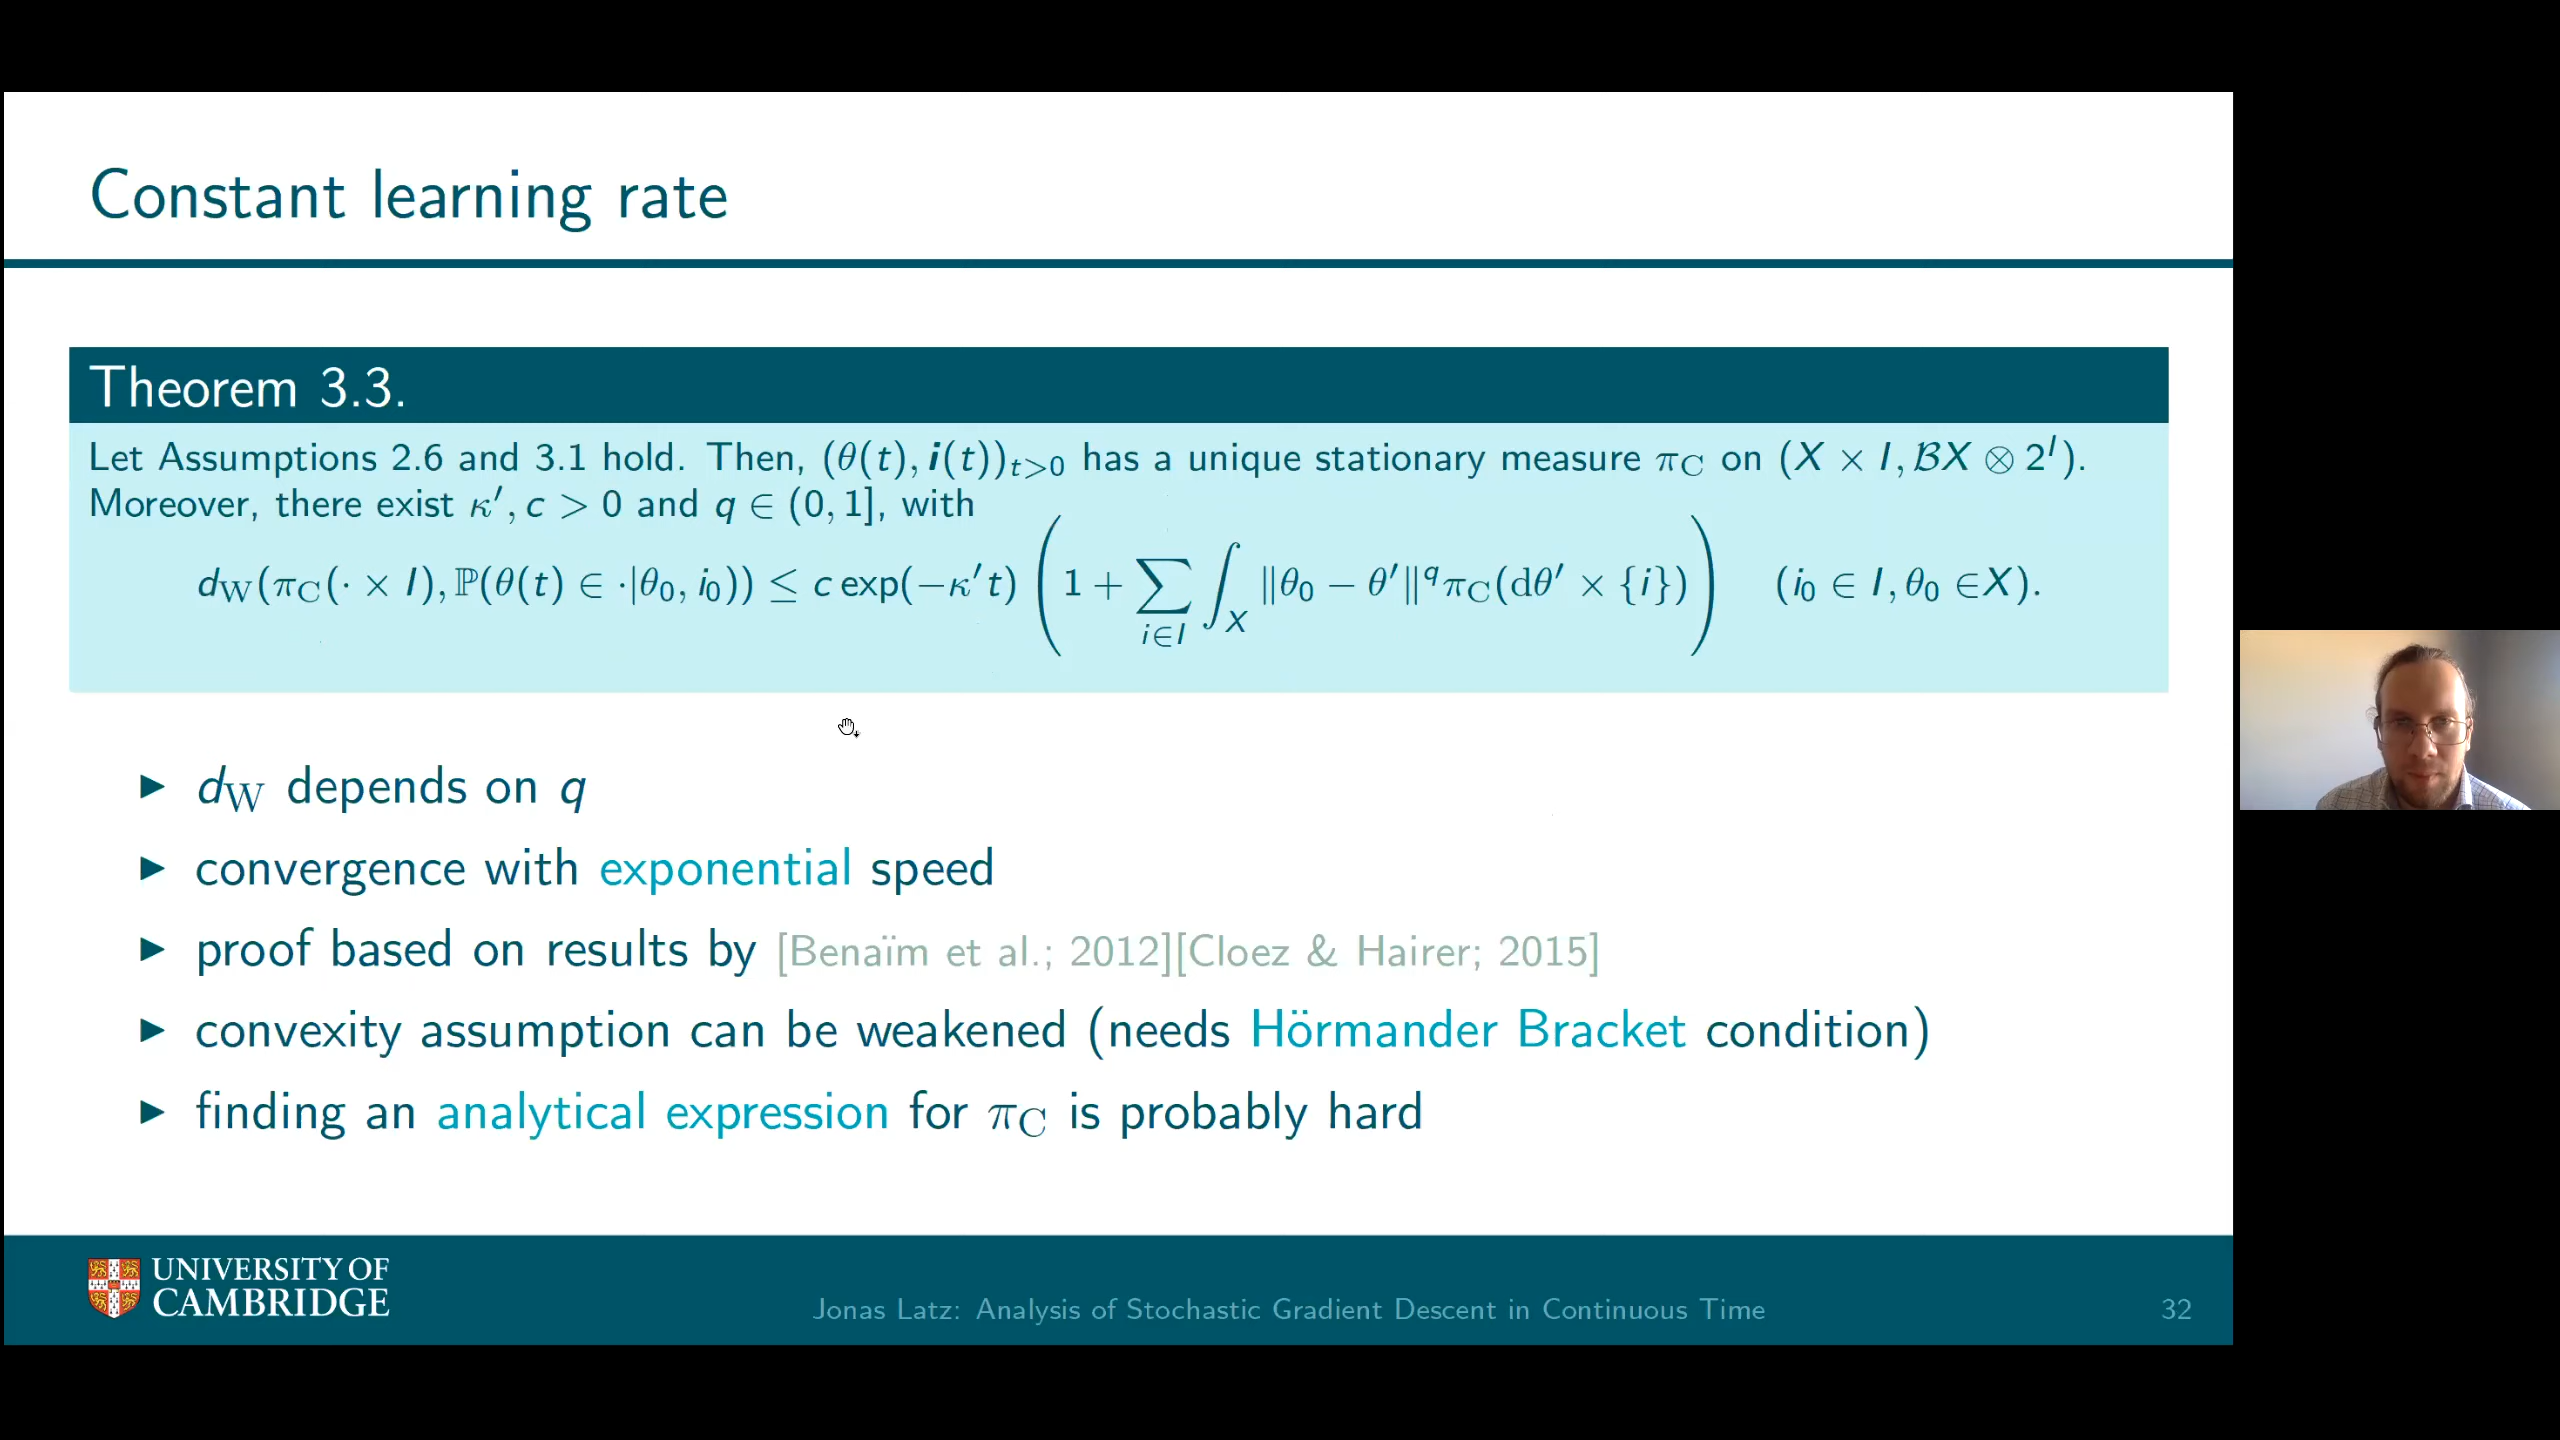 Constant learning rate
Theorem 3.3.
Let Assumptions 2.6 and 3.1 hold. Then, (θ(t), i(t))_{t>0} has a unique stationary measure π_C on (X × I, ℬX ⊗ 2^I).
Moreover, there exist κ′, c > 0 and q ∈ (0, 1], with
d_W(π_C(· × I), ℙ(θ(t) ∈ ·|θ_0, i_0)) ≤ c exp(−κ′t) (1 + ∑_{i∈I} ∫_X ‖θ_0 − θ′‖^q π_C(dθ′ × {i})) (i_0 ∈ I, θ_0 ∈X).
▶ d_W depends on q
▶ convergence with exponential speed
▶ proof based on results by [Benaïm et al.; 2012][Cloez & Hairer; 2015]
▶ convexity assumption can be weakened (needs Hörmander Bracket condition)
▶ finding an analytical expression for π_C is probably hard
UNIVERSITY OF
CAMBRIDGE
Jonas Latz: Analysis of Stochastic Gradient Descent in Continuous Time
32